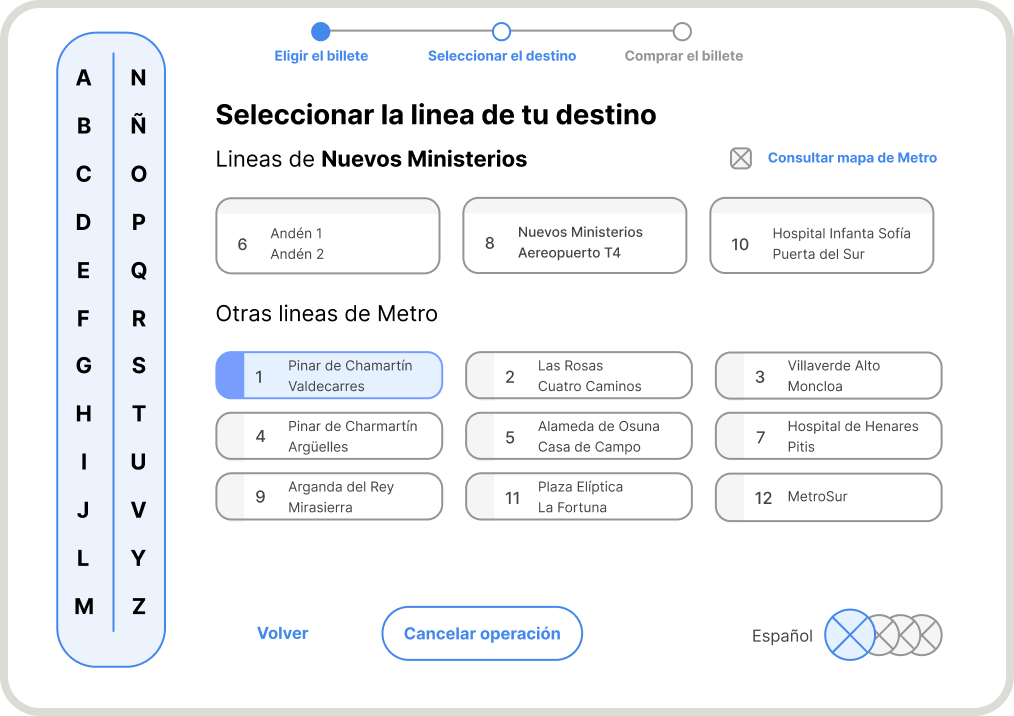 Eligir el billete
Seleccionar el destino
Comprar el billete
A
B
C
D
E
F
G
H
I
J
L
M
N
Ñ
O
P
Q
R
S
T
U
V
Y
Z
Seleccionar la linea de tu destino
Lineas de Nuevos Ministerios
Consultar mapa de Metro
6
Andén 1
Andén 2
8
Nuevos Ministerios
Aereopuerto T4
10
Hospital Infanta Sofía
Puerta del Sur
Otras lineas de Metro
1
Pinar de Chamartín
Valdecarres
2
Las Rosas
Cuatro Caminos
3
Villaverde Alto
Moncloa
4
Pinar de Charmartín
Argüelles
5
Alameda de Osuna
Casa de Campo
7
Hospital de Henares
Pitis
9
Arganda del Rey
Mirasierra
11
Plaza Elíptica
La Fortuna
12
MetroSur
Volver
Cancelar operación
Español